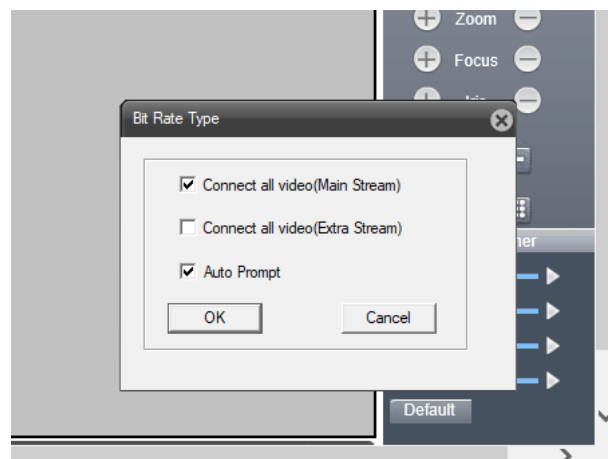 Zoom
Focus
Bit Rate Type
Connect all video(Main Stream)
Connect all video(Extra Stream)
Auto Prompt
OK
Cancel
Default